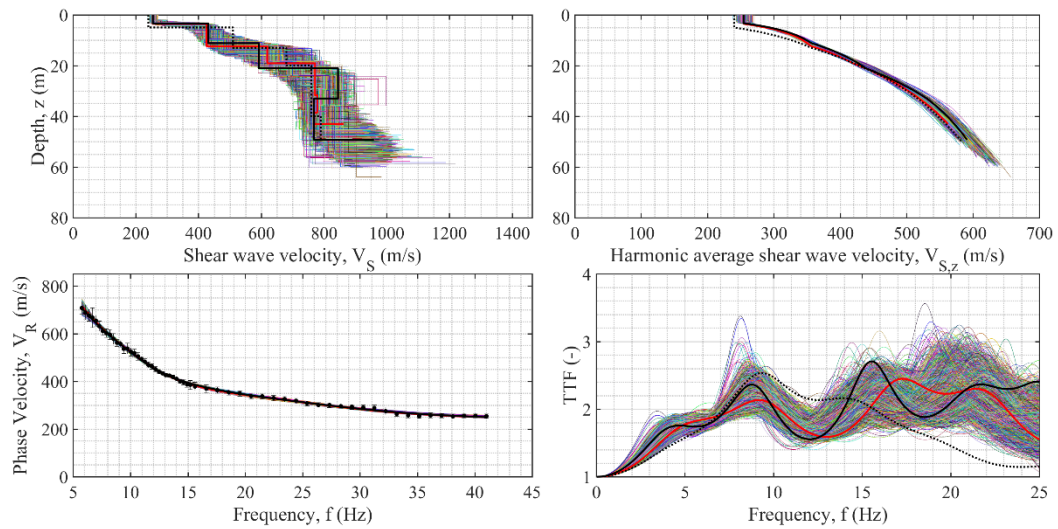 0
20
40
60
80
Depth, z (m)
0 200 400 600 800 1000 1200 1400
Shear wave velocity, V_S (m/s)
0
20
40
60
80
0 100 200 300 400 500 600 700
Harmonic average shear wave velocity, V_S,z (m/s)
800
600
400
200
0
Phase Velocity, V_R (m/s)
5 10 15 20 25 30 35 40 45
Frequency, f (Hz)
4
3
2
1
TTF (-)
0 5 10 15 20 25
Frequency, f (Hz)